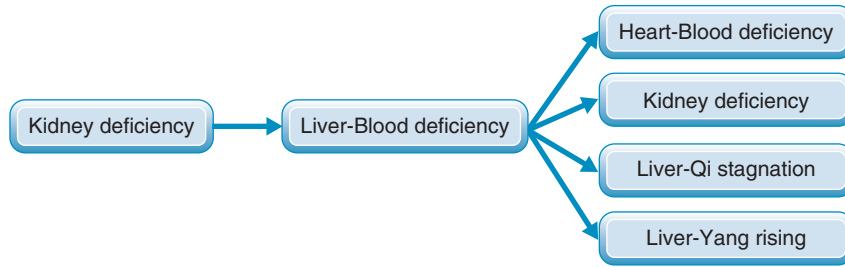 Kidney deficiency
Liver-Blood deficiency
Heart-Blood deficiency
Kidney deficiency
Liver-Qi stagnation
Liver-Yang rising